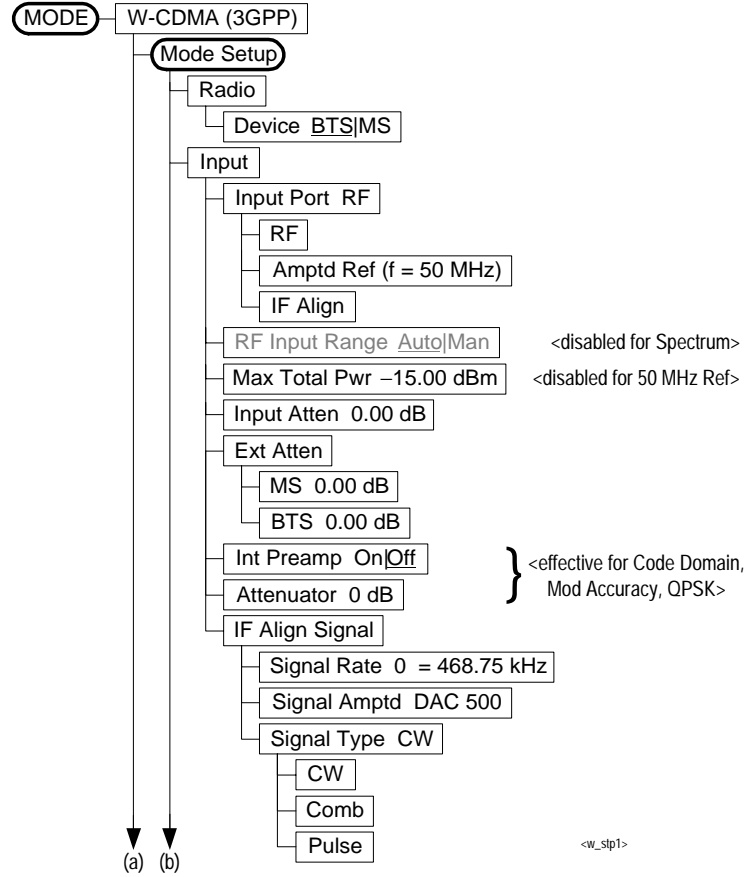 MODE W-CDMA (3GPP)
Mode Setup
Radio
Device BTS|MS
Input
Input Port RF
RF
Amptd Ref (f = 50 MHz)
IF Align
RF Input Range Auto|Man <disabled for Spectrum>
Max Total Pwr –15.00 dBm <disabled for 50 MHz Ref>
Input Atten 0.00 dB
Ext Atten
MS 0.00 dB
BTS 0.00 dB
Int Preamp On|Off
<effective for Code Domain,
Mod Accuracy, QPSK>
Attenuator 0 dB
IF Align Signal
Signal Rate 0 = 468.75 kHz
Signal Amptd DAC 500
Signal Type CW
CW
Comb
Pulse
<w_stp1>
(a) (b)